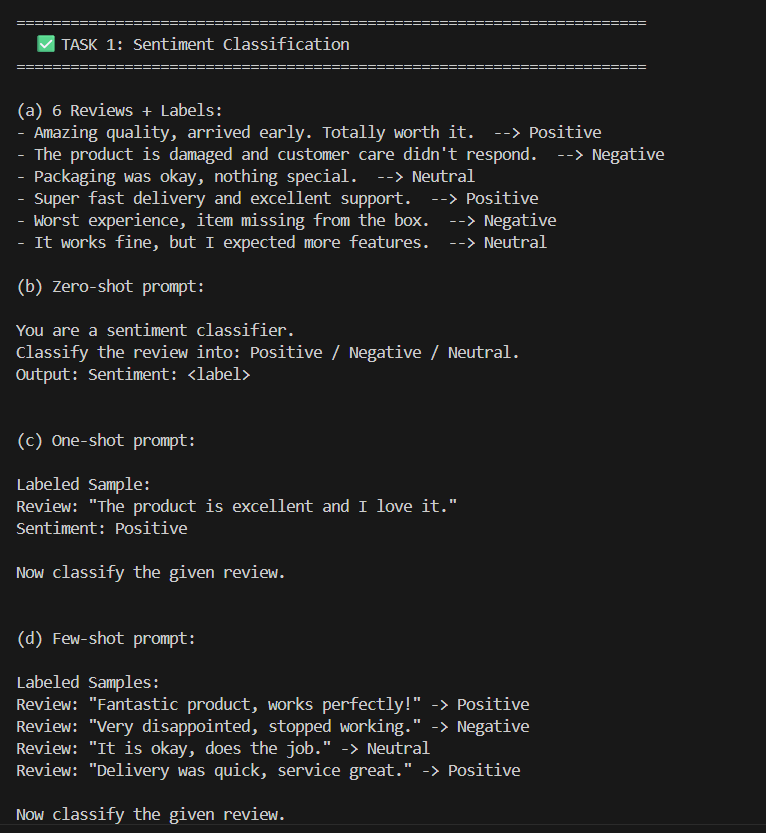 ======================================================================
✅ TASK 1: Sentiment Classification
======================================================================
(a) 6 Reviews + Labels:
- Amazing quality, arrived early. Totally worth it.  --> Positive
- The product is damaged and customer care didn't respond.  --> Negative
- Packaging was okay, nothing special.  --> Neutral
- Super fast delivery and excellent support.  --> Positive
- Worst experience, item missing from the box.  --> Negative
- It works fine, but I expected more features.  --> Neutral
(b) Zero-shot prompt:
You are a sentiment classifier.
Classify the review into: Positive / Negative / Neutral.
Output: Sentiment: <label>
(c) One-shot prompt:
Labeled Sample:
Review: "The product is excellent and I love it."
Sentiment: Positive
Now classify the given review.
(d) Few-shot prompt:
Labeled Samples:
Review: "Fantastic product, works perfectly!" -> Positive
Review: "Very disappointed, stopped working." -> Negative
Review: "It is okay, does the job." -> Neutral
Review: "Delivery was quick, service great." -> Positive
Now classify the given review.